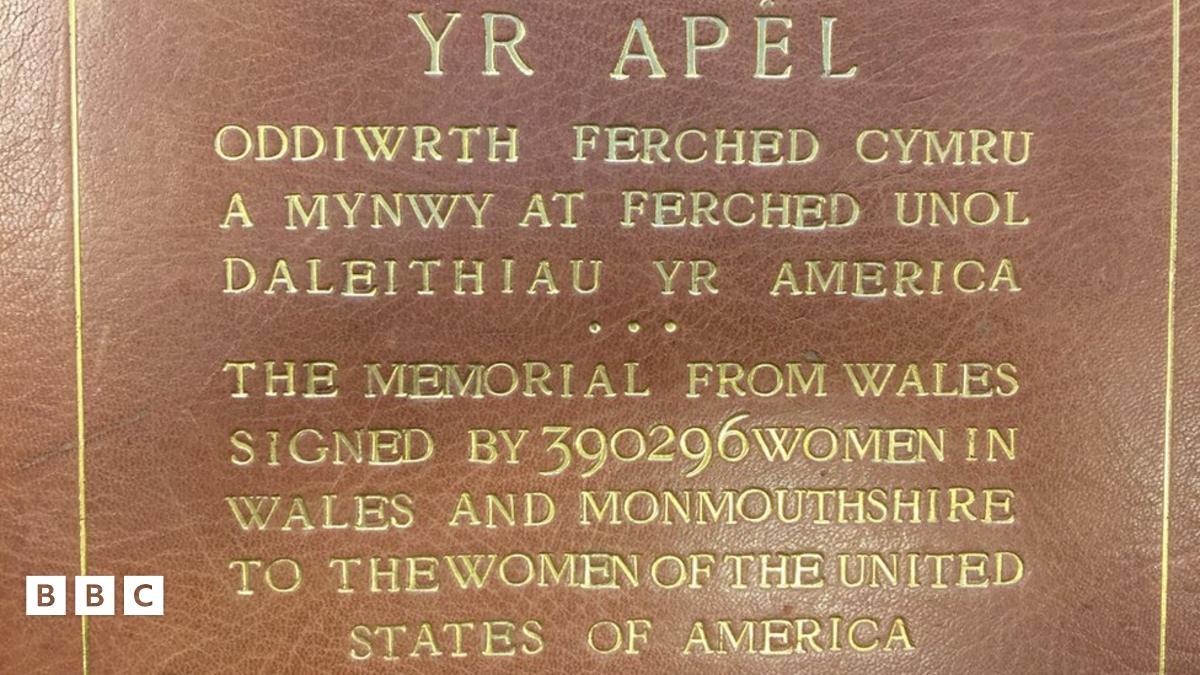 YR APÊL
ODDIWRTH FERCHED CYMRU
A MYNWY AT FERCHED UNOL
DALEITHIAU YR AMERICA
...
THE MEMORIAL FROM WALES
SIGNED BY 390296 WOMEN IN
WALES AND MONMOUTHSHIRE
TO THE WOMEN OF THE UNITED
STATES OF AMERICA
BBC